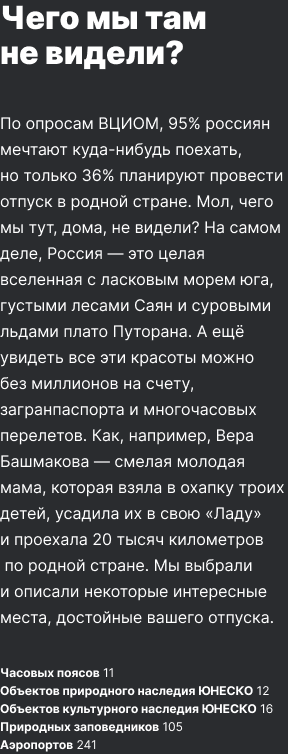 Чего мы там
не видели?
По опросам ВЦИОМ, 95% россиян
мечтают куда-нибудь поехать,
но только 36% планируют провести
отпуск в родной стране. Мол, чего
мы тут, дома, не видели? На самом
деле, Россия — это целая
вселенная с ласковым морем юга,
густыми лесами Саян и суровыми
льдами плато Путорана. А ещё
увидеть все эти красоты можно
без миллионов на счету,
загранпаспорта и многочасовых
перелетов. Как, например, Вера
Башмакова — смелая молодая
мама, которая взяла в охапку троих
детей, усадила их в свою «Ладу»
и проехала 20 тысяч километров
по родной стране. Мы выбрали
и описали некоторые интересные
места, достойные вашего отпуска.
Часовых поясов 11
Объектов природного наследия ЮНЕСКО 12
Объектов культурного наследия ЮНЕСКО 16
Природных заповедников 105
Аэропортов 241